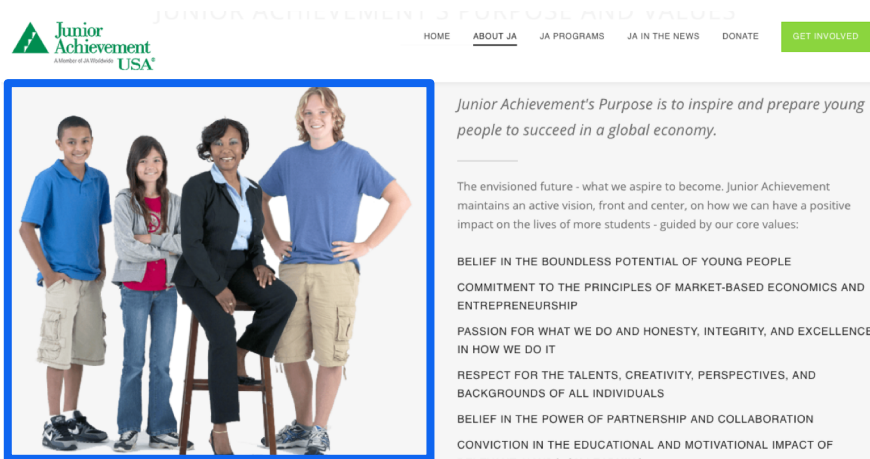 JUNIOR ACHIEVEMENT'S PURPOSE AND VALUES
Junior
Achievement
A Member of JA Worldwide
USA®
HOME
ABOUT JA
JA PROGRAMS
JA IN THE NEWS
DONATE
GET INVOLVED
Junior Achievement's Purpose is to inspire and prepare young
people to succeed in a global economy.
The envisioned future - what we aspire to become. Junior Achievement
maintains an active vision, front and center, on how we can have a positive
impact on the lives of more students - guided by our core values:
BELIEF IN THE BOUNDLESS POTENTIAL OF YOUNG PEOPLE
COMMITMENT TO THE PRINCIPLES OF MARKET-BASED ECONOMICS AND
ENTREPRENEURSHIP
PASSION FOR WHAT WE DO AND HONESTY, INTEGRITY, AND EXCELLENCE
IN HOW WE DO IT
RESPECT FOR THE TALENTS, CREATIVITY, PERSPECTIVES, AND
BACKGROUNDS OF ALL INDIVIDUALS
BELIEF IN THE POWER OF PARTNERSHIP AND COLLABORATION
CONVICTION IN THE EDUCATIONAL AND MOTIVATIONAL IMPACT OF